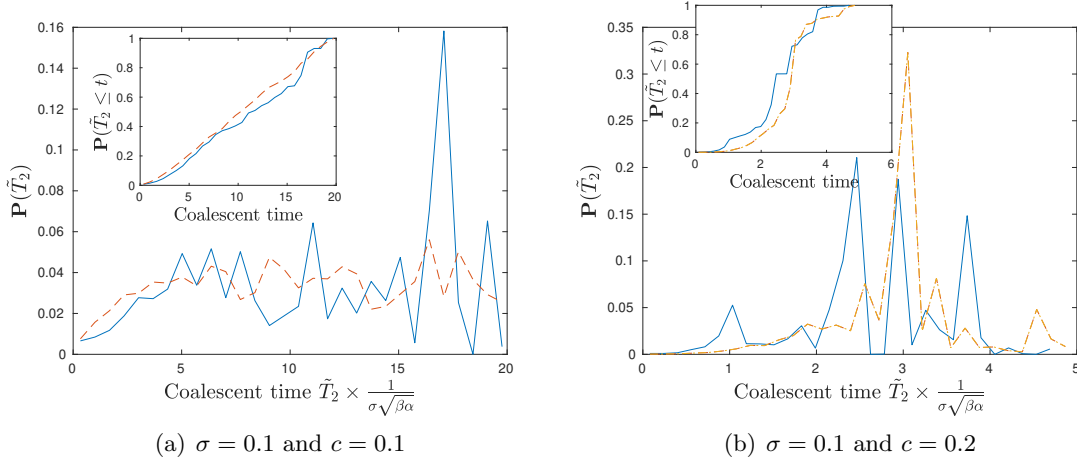 0.16
0.14
0.12
0.1
0.08
0.06
0.04
0.02
0
P(T̃₂)
0 5 10 15 20
Coalescent time T̃₂ × 1/(σ√βα)
1
0.8
0.6
0.4
0.2
0
P(T̃₂ ≤ t)
0 5 10 15 20
Coalescent time
(a) σ = 0.1 and c = 0.1
0.35
0.3
0.25
0.2
0.15
0.1
0.05
0
P(T̃₂)
0 1 2 3 4 5
Coalescent time T̃₂ × 1/(σ√βα)
1
0.8
0.6
0.4
0.2
0
P(T̃₂ ≤ t)
0 2 4 6
Coalescent time
(b) σ = 0.1 and c = 0.2